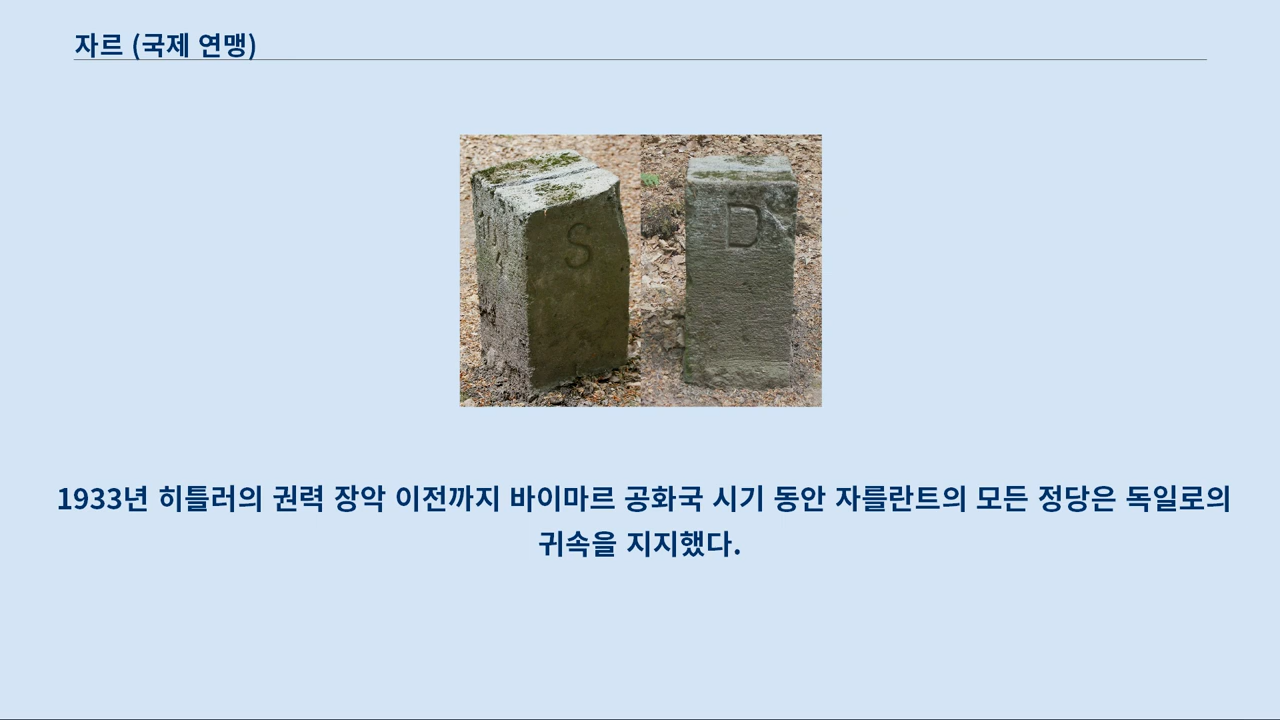 자르 (국제 연맹)
S
D
1933년 히틀러의 권력 장악 이전까지 바이마르 공화국 시기 동안 자를란트의 모든 정당은 독일로의
귀속을 지지했다.